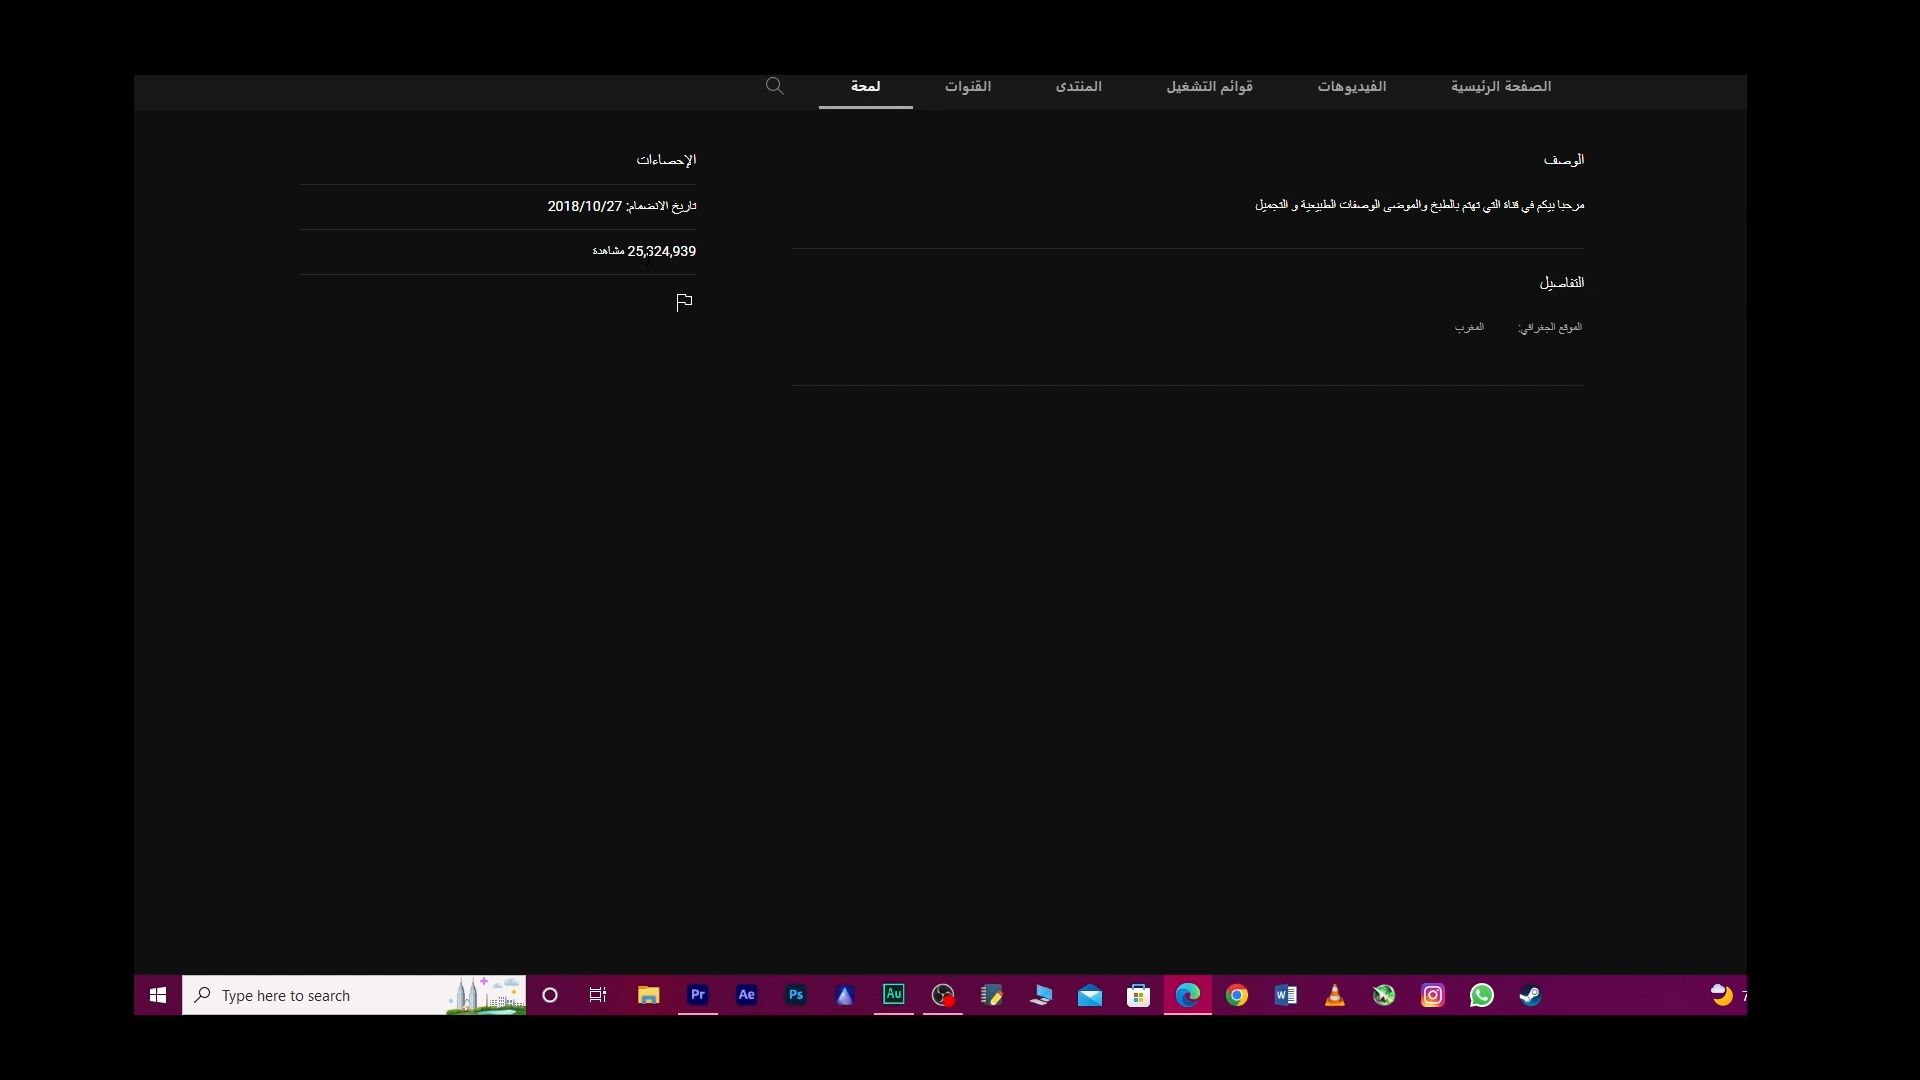 الصفحة الرئيسية
الفيديوهات
قوائم التشغيل
المنتدى
القنوات
لمحة
الوصف
مرحبا بيكم في قناة التي تهتم بالطبخ والموضى الوصفات الطبيعية و التجميل
التفاصيل
الموقع الجغرافي: المغرب
الإحصاءات
تاريخ الانضمام: 2018/10/27
25,324,939 مشاهدة
Type here to search
Pr
Ae
Ps
Au
W
7